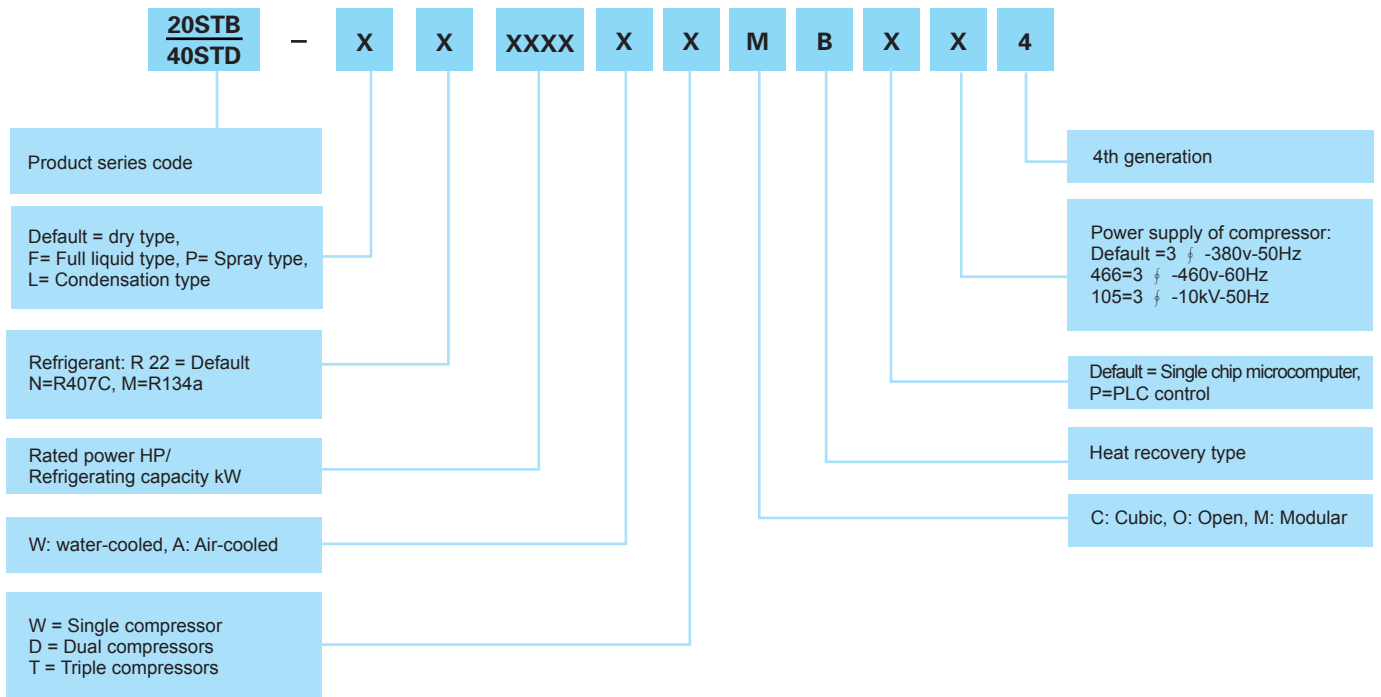 20STB
40STD
– X X XXXX X X M B X X 4
Product series code
Default = dry type,
F= Full liquid type, P= Spray type,
L= Condensation type
Refrigerant: R 22 = Default
N=R407C, M=R134a
Rated power HP/
Refrigerating capacity kW
W: water-cooled, A: Air-cooled
W = Single compressor
D = Dual compressors
T = Triple compressors
4th generation
Power supply of compressor:
Default =3 ∮ -380v-50Hz
466=3 ∮ -460v-60Hz
105=3 ∮ -10kV-50Hz
Default = Single chip microcomputer,
P=PLC control
Heat recovery type
C: Cubic, O: Open, M: Modular